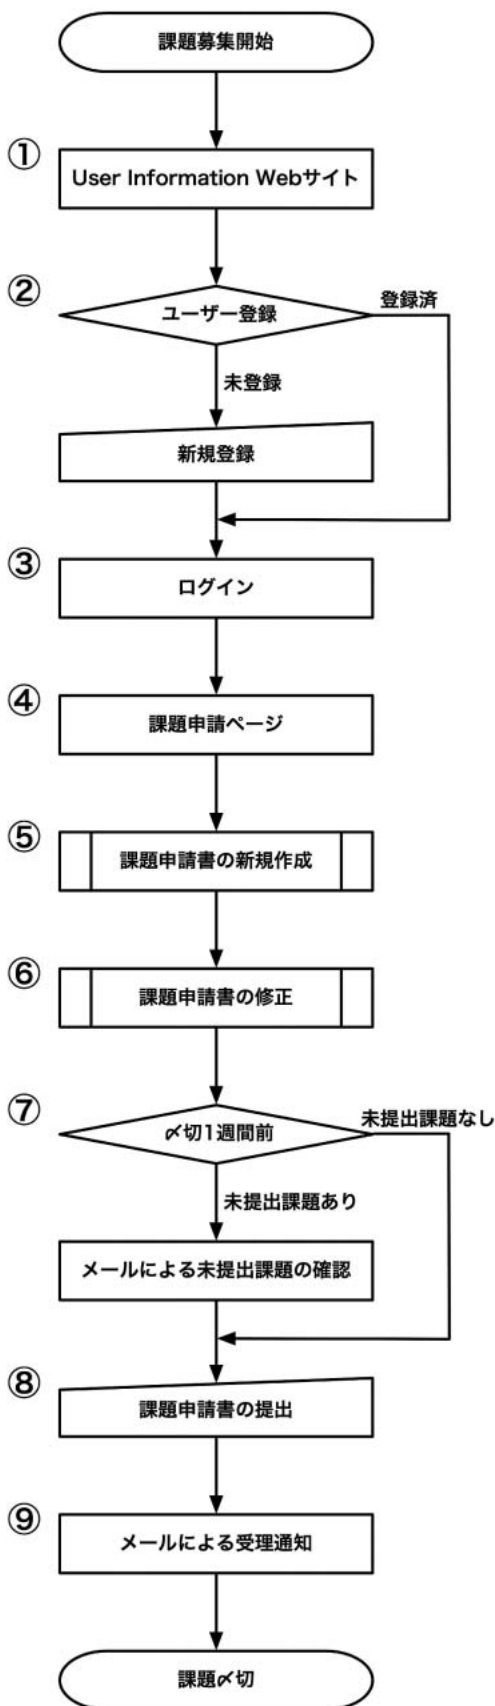 課題募集開始
①
User Information Webサイト
②
ユーザー登録
登録済
未登録
新規登録
③
ログイン
④
課題申請ページ
⑤
課題申請書の新規作成
⑥
課題申請書の修正
⑦
〆切1週間前
未提出課題なし
未提出課題あり
メールによる未提出課題の確認
⑧
課題申請書の提出
⑨
メールによる受理通知
課題〆切